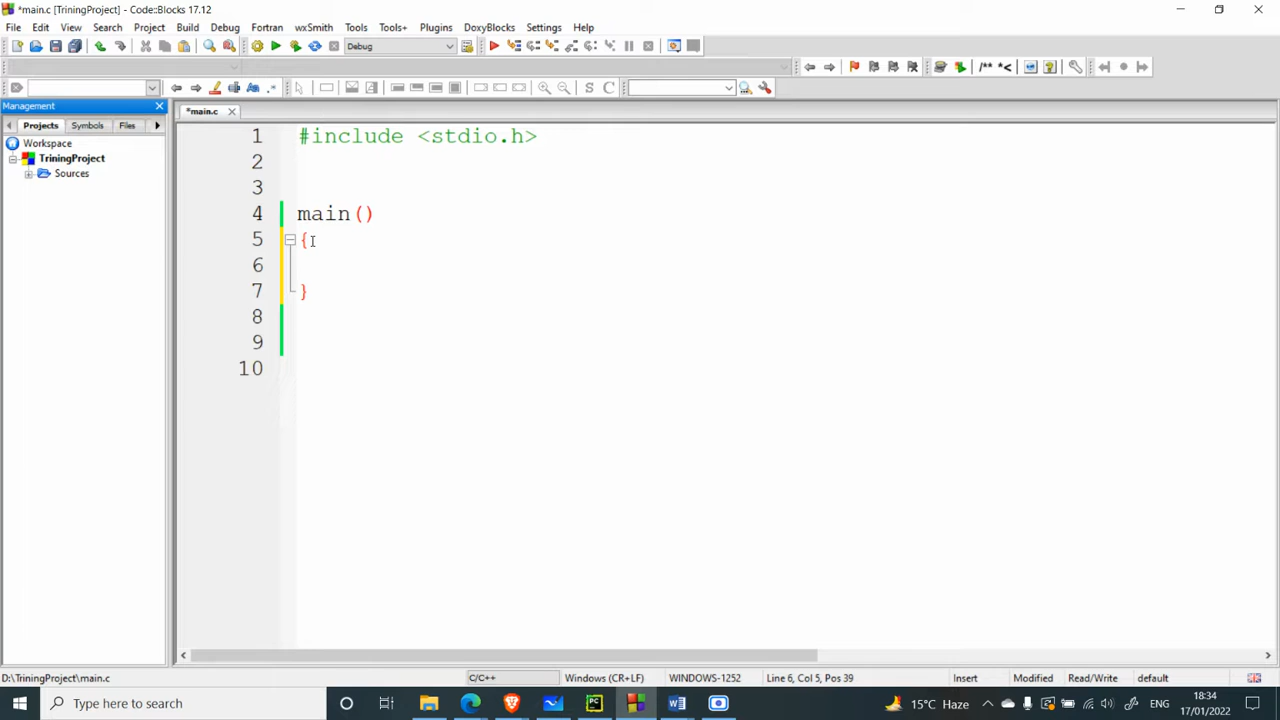 *main.c [TriningProject] - Code::Blocks 17.12
File Edit View Search Project Build Debug Fortran wxSmith Tools Tools+ Plugins DoxyBlocks Settings Help
Debug
/** *<
S C
Management
Projects Symbols Files
*main.c
Workspace
TriningProject
Sources
1 #include <stdio.h>
2
3
4 main()
5 {
6
7 }
8
9
10
D:\TriningProject\main.c C/C++ Windows (CR+LF) WINDOWS-1252 Line 6, Col 5, Pos 39 Insert Modified Read/Write default
Type here to search
15°C Haze ENG
18:34
17/01/2022